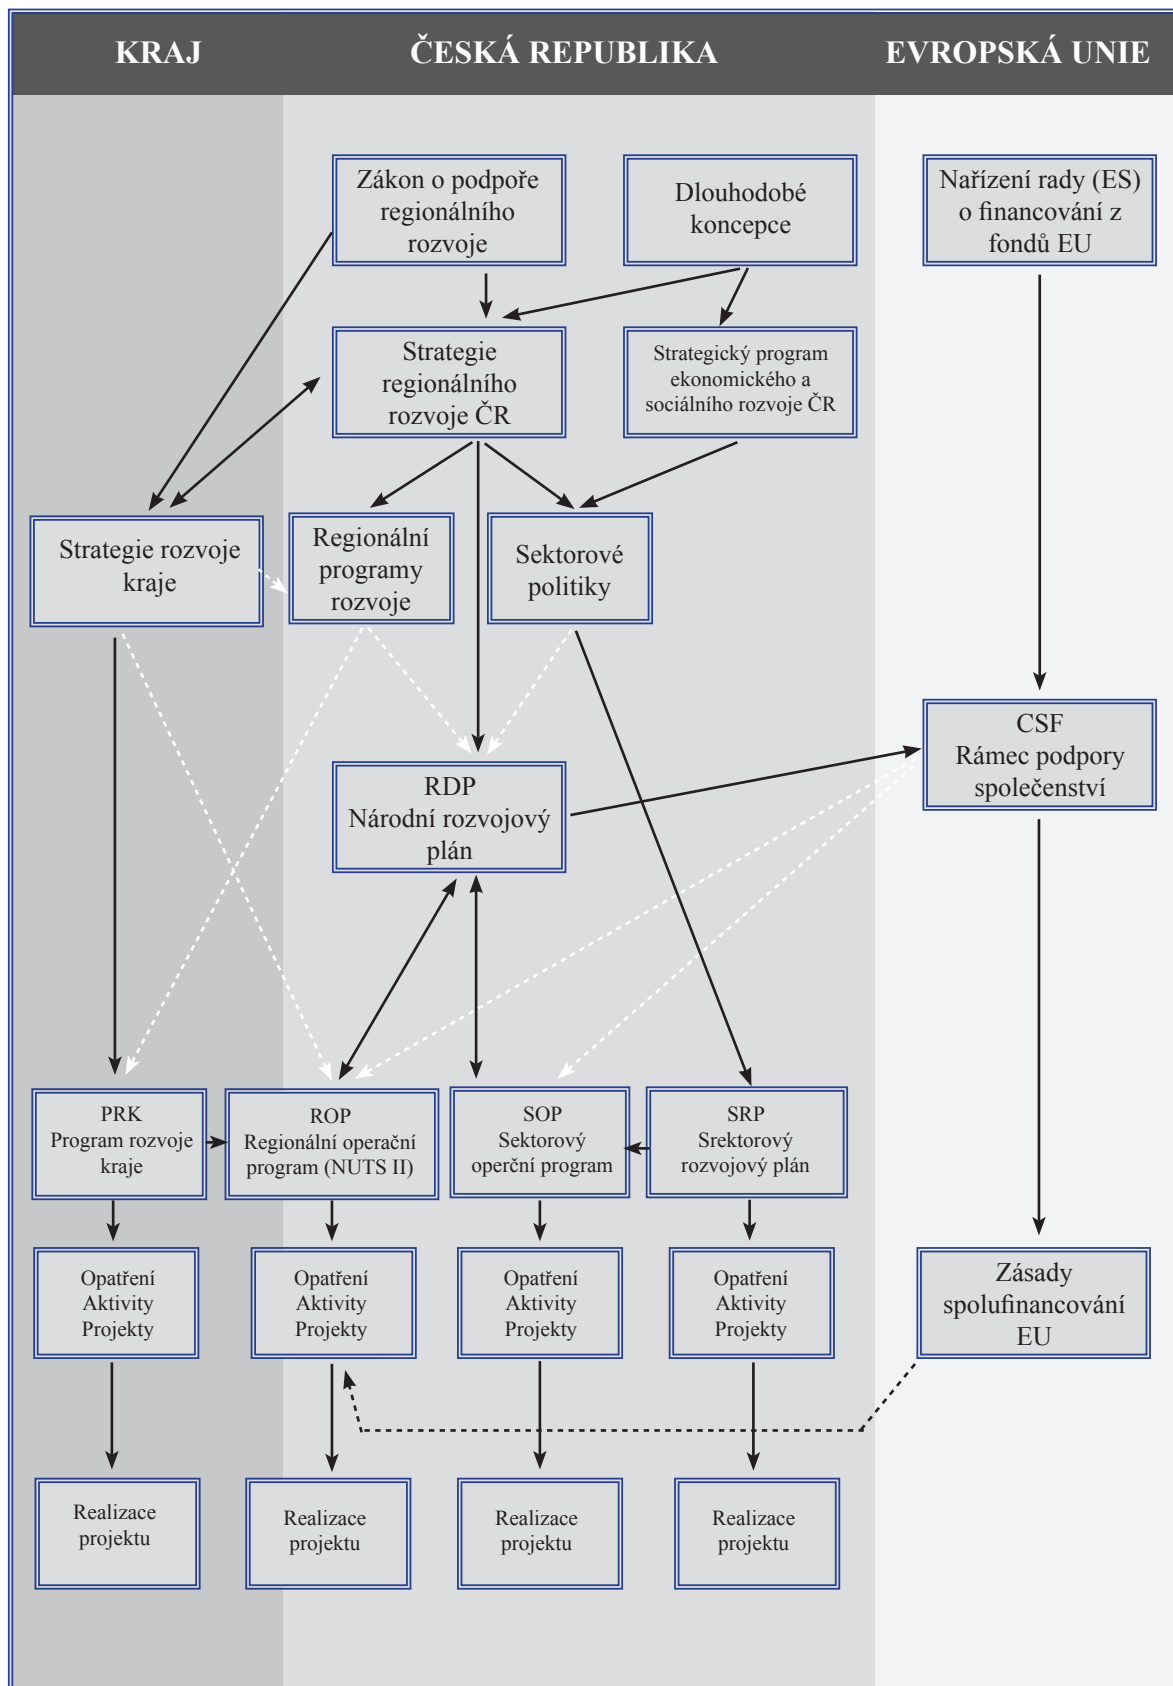 KRAJ
ČESKÁ REPUBLIKA
EVROPSKÁ UNIE
Zákon o podpoře
regionálního
rozvoje
Dlouhodobé
koncepce
Nařízení rady (ES)
o financování z
fondů EU
Strategie
regionálního
rozvoje ČR
Strategický program
ekonomického a
sociálního rozvoje ČR
Strategie rozvoje
kraje
Regionální
programy
rozvoje
Sektorové
politiky
CSF
Rámec podpory
společenství
RDP
Národní rozvojový
plán
PRK
Program rozvoje
kraje
ROP
Regionální operační
program (NUTS II)
SOP
Sektorový
operční program
SRP
Srektorový
rozvojový plán
Opatření
Aktivity
Projekty
Opatření
Aktivity
Projekty
Opatření
Aktivity
Projekty
Opatření
Aktivity
Projekty
Zásady
spolufinancování
EU
Realizace
projektu
Realizace
projektu
Realizace
projektu
Realizace
projektu